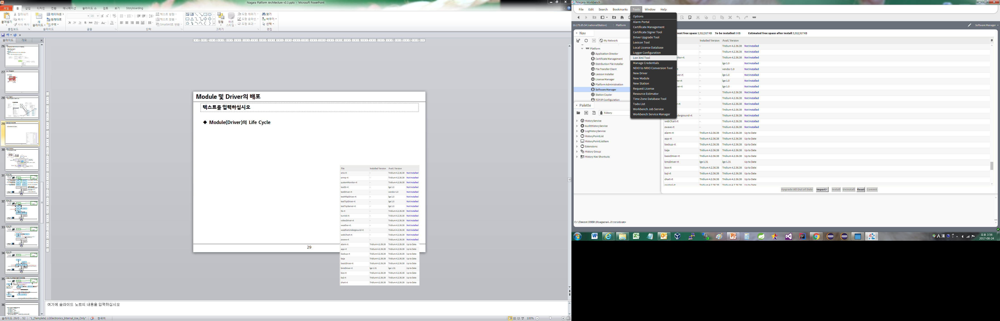 Niagara Platform Architecture v0.3.pptx - Microsoft PowerPoint
파일 홈 삽입 디자인 전환 애니메이션 슬라이드 쇼 검토 보기 Storyboarding
붙여넣기 잘라내기 복사 서식 복사
클립보드
새 슬라이드 레이아웃 원래대로 구역
슬라이드
16
글꼴
텍스트 방향
텍스트 맞춤
SmartArt로 변환
단락
정렬 빠른 스타일 도형 채우기 도형 윤곽선 도형 효과
그리기
찾기
바꾸기
선택
편집
슬라이드 개요
26
27
28
29
30
31
32
33
34
35
36
Module 및 Driver의 배포
텍스트를 입력하십시오
◆ Module(Driver)의 Life Cycle
File Installed Version Avail. Version
sms-rt - Tridium 4.2.36.38 Not Installed
snmp-rt - Tridium 4.2.36.38 Not Installed
systemMonitor-rt - Tridium 4.2.36.38 Not Installed
testDr-rt - lge 1.0 Not Installed
testDriver-rt - vendor 1.0 Not Installed
testHttpDriver-rt - lge 1.0 Not Installed
testTcpDriver-rt - lge 1.0 Not Installed
testTcpServer-rt - lge 1.0 Not Installed
tls-rt - Tridium 4.2.36.38 Not Installed
tunnel-rt - Tridium 4.2.36.38 Not Installed
videoDriver-rt - Tridium 4.2.36.38 Not Installed
weather-rt - Tridium 4.2.36.38 Not Installed
weatherUnderground-rt - Tridium 4.2.36.38 Not Installed
webChart-rt - Tridium 4.2.36.38 Not Installed
zwave-rt - Tridium 4.2.36.38 Not Installed
alarm-rt Tridium 4.2.36.38 Tridium 4.2.36.38 Up to Date
app-rt Tridium 4.2.36.38 Tridium 4.2.36.38 Up to Date
backup-rt Tridium 4.2.36.38 Tridium 4.2.36.38 Up to Date
baja Tridium 4.2.36.38 Tridium 4.2.36.38 Up to Date
basicDriver-rt Tridium 4.2.36.38 Tridium 4.2.36.38 Up to Date
bmsDriver-rt lge 1.31 lge 1.31 Up to Date
box-rt Tridium 4.2.36.38 Tridium 4.2.36.38 Up to Date
bql-rt Tridium 4.2.36.38 Tridium 4.2.36.38 Up to Date
chart-rt Tridium 4.2.36.38 Tridium 4.2.36.38 Up to Date
29
여기에 슬라이드 노트의 내용을 입력하십시오
슬라이드 29/0 .. 52 "1_[Templete] LGElectronics_Internal_Use_Only" 한국어 100%
Niagara Workbench
File Edit Search Bookmarks Tools Window Help
10.175.95.54 (nationalStation) : Platform Software Manager
Nav
My Network
Platform
Application Director
Certificate Management
Distribution File Installer
File Transfer Client
Lexicon Installer
License Manager
Platform Administration
Software Manager
Station Copier
TCP/IP Configuration
Palette
history
HistoryService
AuditHistoryService
LogHistoryService
HistoryPointList
HistoryPointListItem
Extensions
History Group
History Nav Shortcuts
Options
Alarm Portal
Certificate Management
Certificate Signer Tool
Driver Upgrade Tool
Lexicon Tool
Local License Database
Logger Configuration
Lon Xml Tool
Manage Credentials
NDIO to NRIO Conversion Tool
New Driver
New Module
New Station
Request License
Resource Estimator
Time Zone Database Tool
Todo List
Workbench Job Service
Workbench Service Manager
rent free space 3,312,517 KB To be installed 0 KB Estimated free space after install 3,312,517 KB
Installed Version Avail. Version
- Tridium 4.2.36.38 Not Installed
- Tridium 4.2.36.38 Not Installed
nitor-rt - Tridium 4.2.36.38 Not Installed
- lge 1.0 Not Installed
rt - vendor 1.0 Not Installed
iver-rt - lge 1.0 Not Installed
ver-rt - lge 1.0 Not Installed
ver-rt - lge 1.0 Not Installed
- Tridium 4.2.36.38 Not Installed
- Tridium 4.2.36.38 Not Installed
r-rt - Tridium 4.2.36.38 Not Installed
- Tridium 4.2.36.38 Not Installed
nderground-rt - Tridium 4.2.36.38 Not Installed
webChart-rt - Tridium 4.2.36.38 Not Installed
zwave-rt - Tridium 4.2.36.38 Not Installed
alarm-rt Tridium 4.2.36.38 Tridium 4.2.36.38 Up to Date
app-rt Tridium 4.2.36.38 Tridium 4.2.36.38 Up to Date
backup-rt Tridium 4.2.36.38 Tridium 4.2.36.38 Up to Date
baja Tridium 4.2.36.38 Tridium 4.2.36.38 Up to Date
basicDriver-rt Tridium 4.2.36.38 Tridium 4.2.36.38 Up to Date
bmsDriver-rt lge 1.31 lge 1.31 Up to Date
box-rt Tridium 4.2.36.38 Tridium 4.2.36.38 Up to Date
bql-rt Tridium 4.2.36.38 Tridium 4.2.36.38 Up to Date
chart-rt Tridium 4.2.36.38 Tridium 4.2.36.38 Up to Date
control-rt Tridium 4.2.36.38 Tridium 4.2.36.38 Up to Date
Upgrade All Out of Date Import Install Uninstall Reset Commit
C:\Users\USER\Niagara4.2\tridium>
A 漢
오후 3:56
2017-08-24